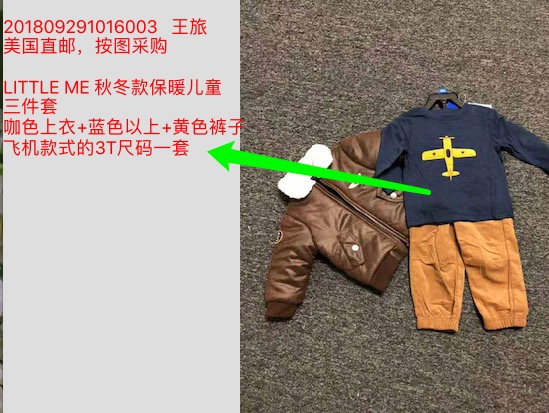 201809291016003 王旅
美国直邮，按图采购
LITTLE ME 秋冬款保暖儿童
三件套
咖色上衣+蓝色以上+黄色裤子
飞机款式的3T尺码一套